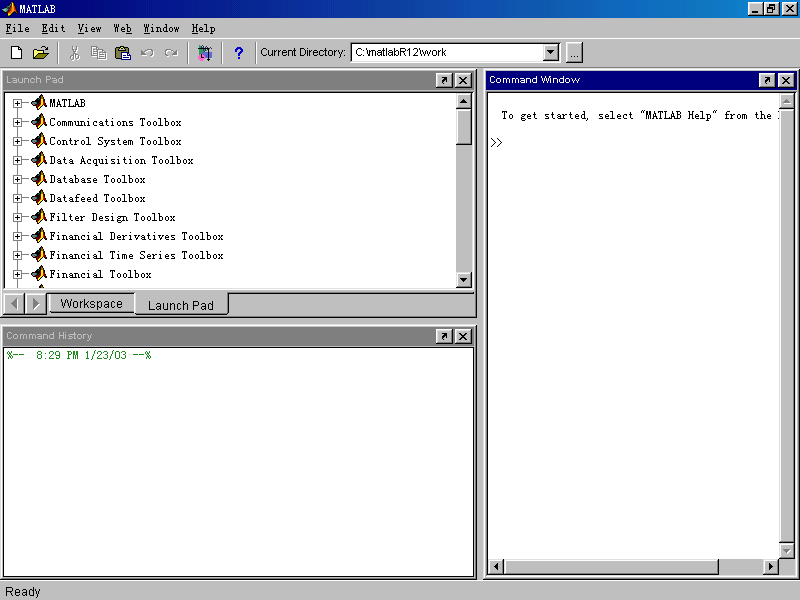 MATLAB
File Edit View Web Window Help
Current Directory: C:\matlabR12\work ...
Launch Pad
MATLAB
Communications Toolbox
Control System Toolbox
Data Acquisition Toolbox
Database Toolbox
Datafeed Toolbox
Filter Design Toolbox
Financial Derivatives Toolbox
Financial Time Series Toolbox
Financial Toolbox
Workspace Launch Pad
Command History
%-- 8:29 PM 1/23/03 --%
Command Window
To get started, select "MATLAB Help" from the
>>
Ready